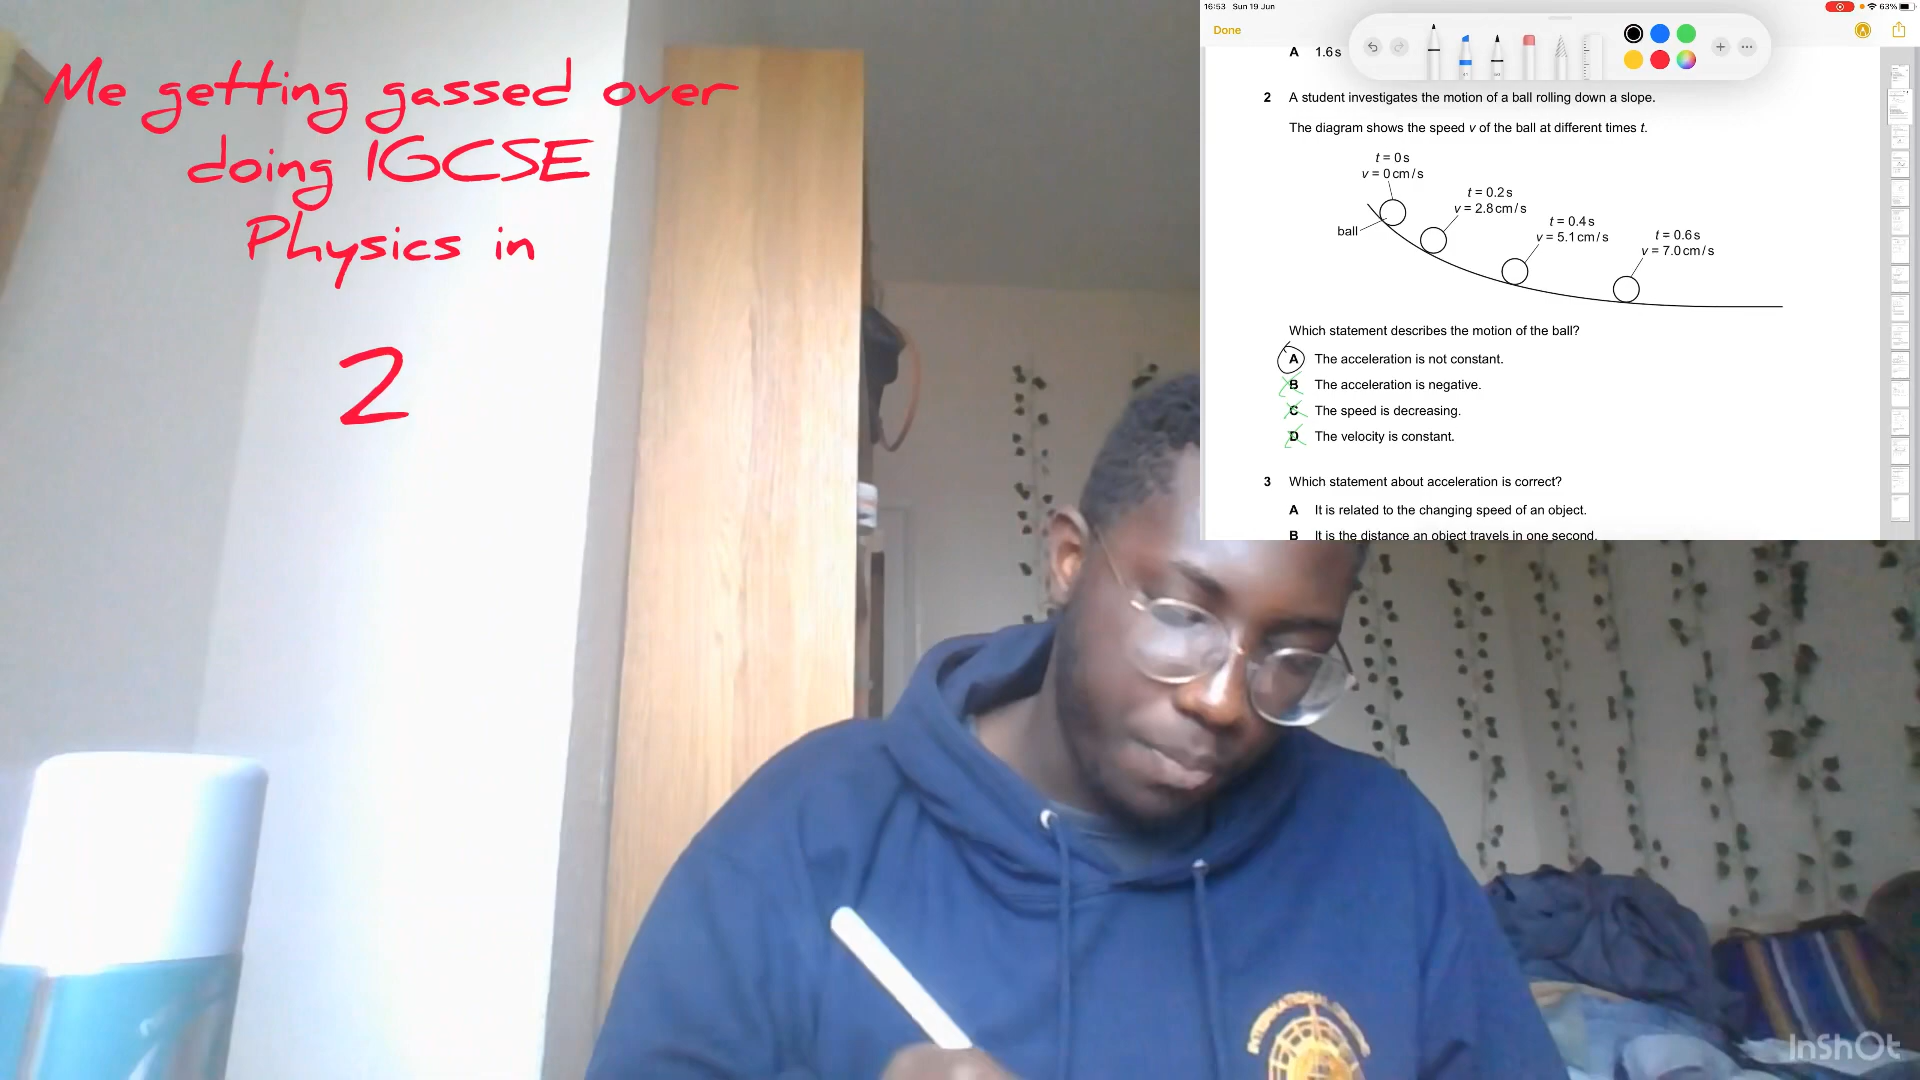 Me getting gassed over
doing IGCSE
Physics in
2
16:53 Sun 19 Jun
63%
Done
A 1.6 s
2 A student investigates the motion of a ball rolling down a slope.
The diagram shows the speed v of the ball at different times t.
t = 0 s
v = 0 cm / s
t = 0.2 s
v = 2.8 cm / s
t = 0.4 s
v = 5.1 cm / s
t = 0.6 s
v = 7.0 cm / s
ball
Which statement describes the motion of the ball?
A The acceleration is not constant.
B The acceleration is negative.
C The speed is decreasing.
D The velocity is constant.
3 Which statement about acceleration is correct?
A It is related to the changing speed of an object.
B It is the distance an object travels in one second.
INTERNATIONAL
InShOt